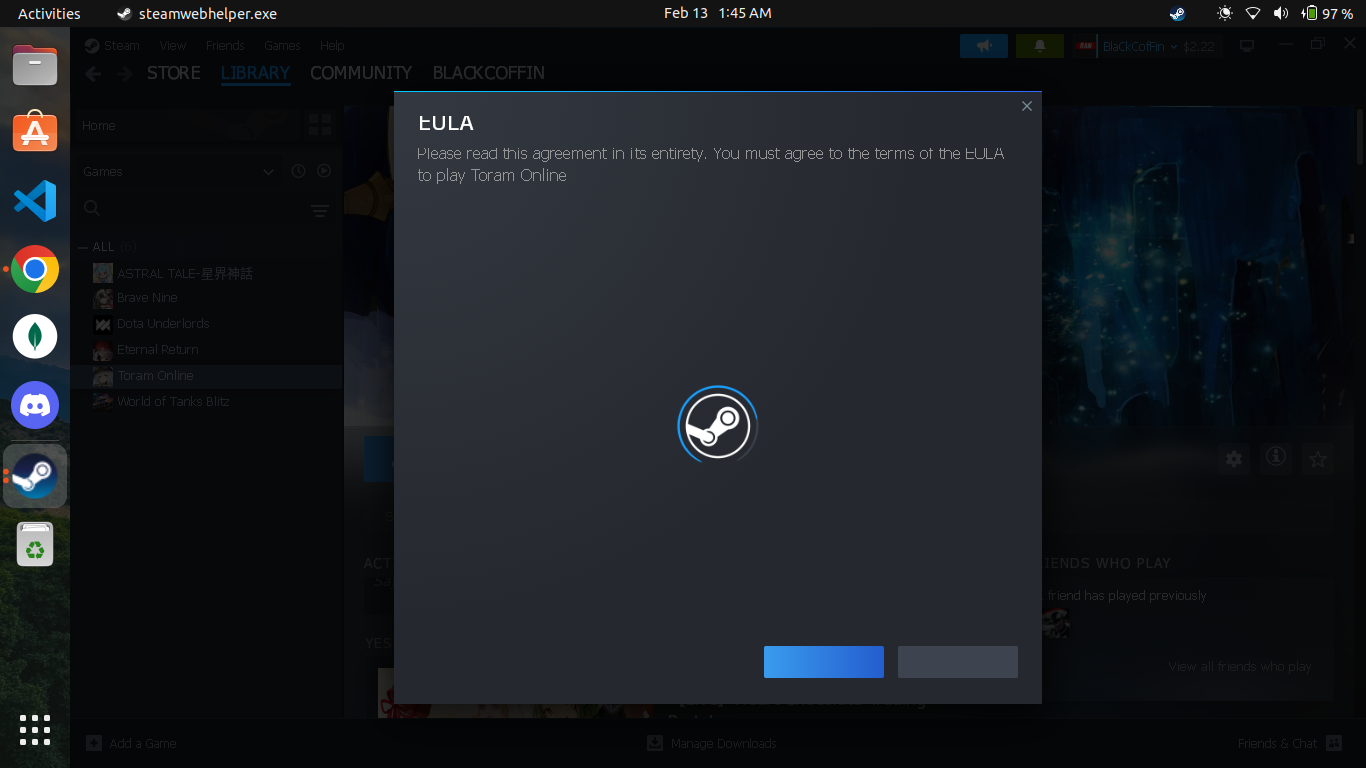 Activities steamwebhelper.exe Feb 13 1:45 AM 97 %
Steam View Friends Games Help BlaCkCofFin $2.22
STORE LIBRARY COMMUNITY BLACKCOFFIN
Home
Games
ALL (6)
ASTRAL TALE-星界神話
Brave Nine
Dota Underlords
Eternal Return
Toram Online
World of Tanks Blitz
EULA
Please read this agreement in its entirety. You must agree to the terms of the EULA
to play Toram Online
ACT
IENDS WHO PLAY
friend has played previously
YES
View all friends who play
Add a Game Manage Downloads Friends & Chat